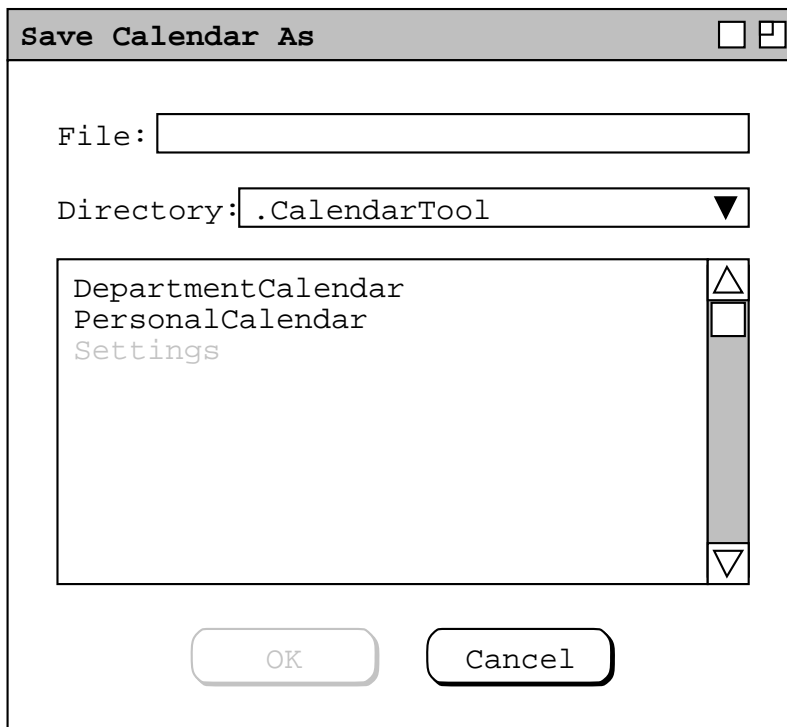 Save Calendar As
File:
Directory: .CalendarTool
DepartmentCalendar
PersonalCalendar
Settings
OK Cancel